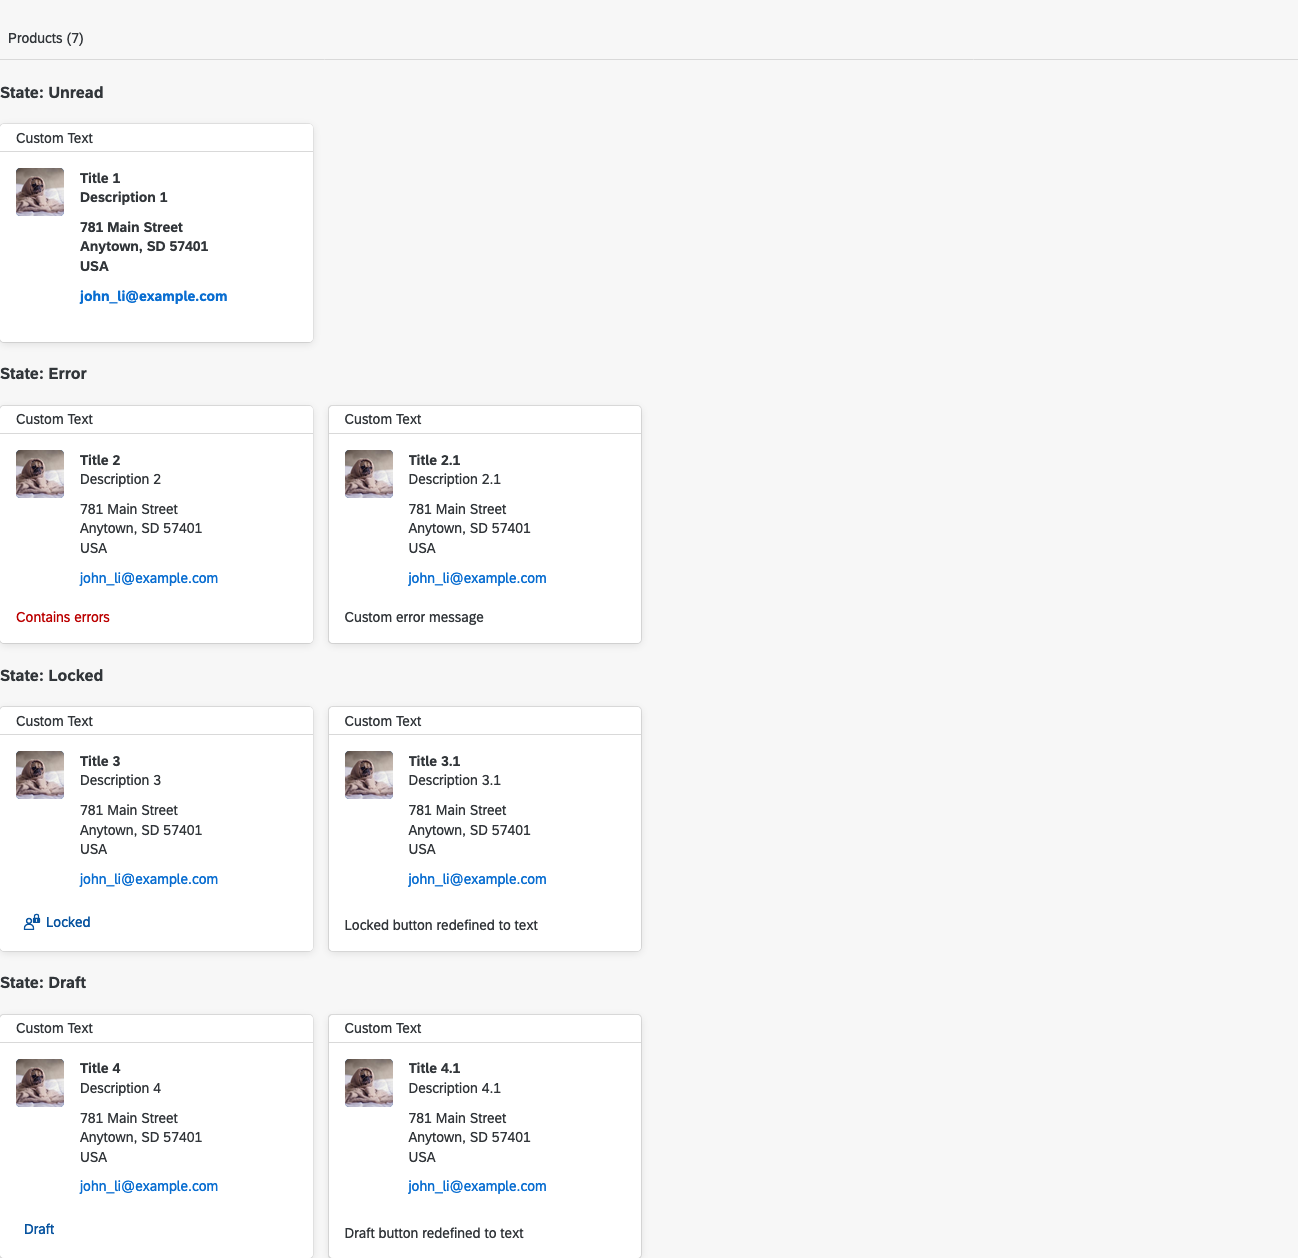 Products (7)
State: Unread
Custom Text
Title 1
Description 1
781 Main Street
Anytown, SD 57401
USA
john_li@example.com
State: Error
Custom Text
Title 2
Description 2
781 Main Street
Anytown, SD 57401
USA
john_li@example.com
Contains errors
Custom Text
Title 2.1
Description 2.1
781 Main Street
Anytown, SD 57401
USA
john_li@example.com
Custom error message
State: Locked
Custom Text
Title 3
Description 3
781 Main Street
Anytown, SD 57401
USA
john_li@example.com
Locked
Custom Text
Title 3.1
Description 3.1
781 Main Street
Anytown, SD 57401
USA
john_li@example.com
Locked button redefined to text
State: Draft
Custom Text
Title 4
Description 4
781 Main Street
Anytown, SD 57401
USA
john_li@example.com
Draft
Custom Text
Title 4.1
Description 4.1
781 Main Street
Anytown, SD 57401
USA
john_li@example.com
Draft button redefined to text